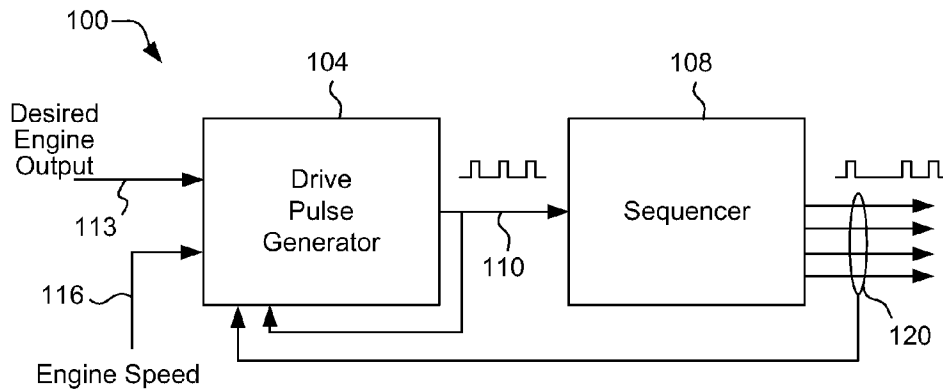 100
104
108
Desired
Engine
Output
113
Drive
Pulse
Generator
110
Sequencer
116
120
Engine Speed